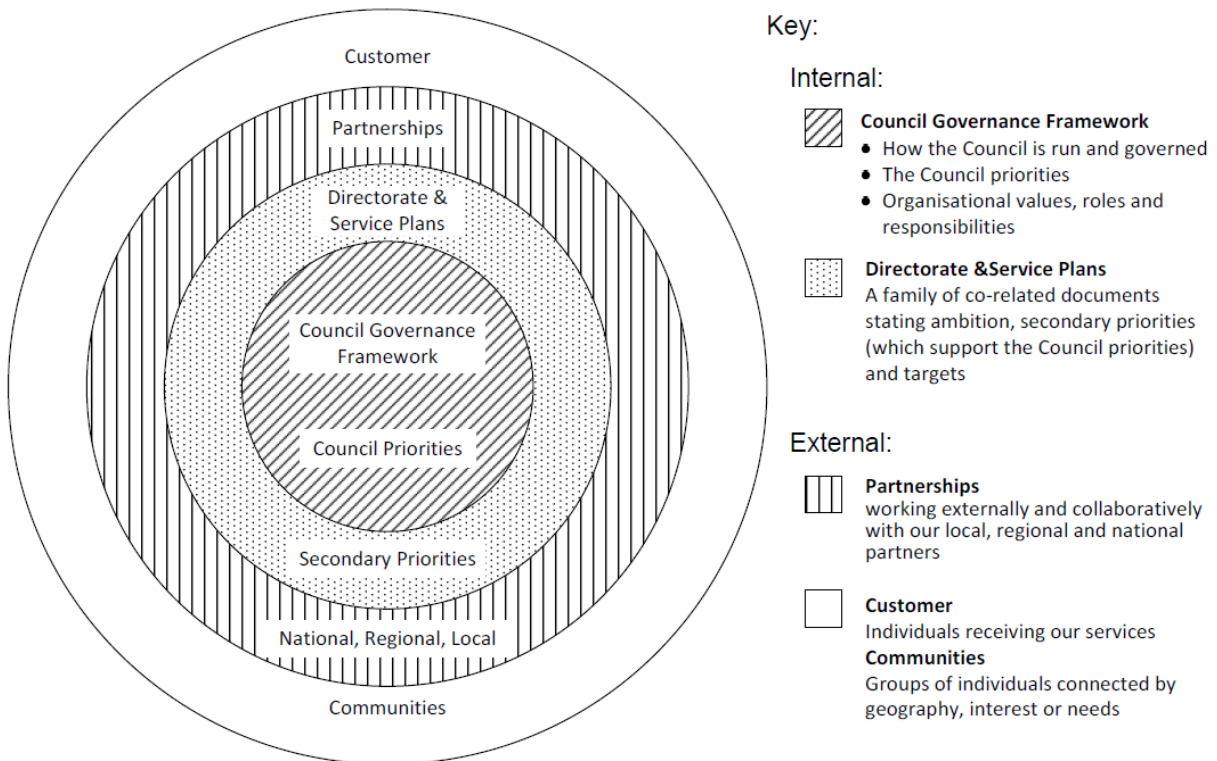 Customer
Partnerships
Directorate &
Service Plans
Council Governance
Framework
Council Priorities
Secondary Priorities
National, Regional, Local
Communities
Key:
Internal:
Council Governance Framework
● How the Council is run and governed
● The Council priorities
● Organisational values, roles and
responsibilities
Directorate &Service Plans
A family of co-related documents
stating ambition, secondary priorities
(which support the Council priorities)
and targets
External:
Partnerships
working externally and collaboratively
with our local, regional and national
partners
Customer
Individuals receiving our services
Communities
Groups of individuals connected by
geography, interest or needs